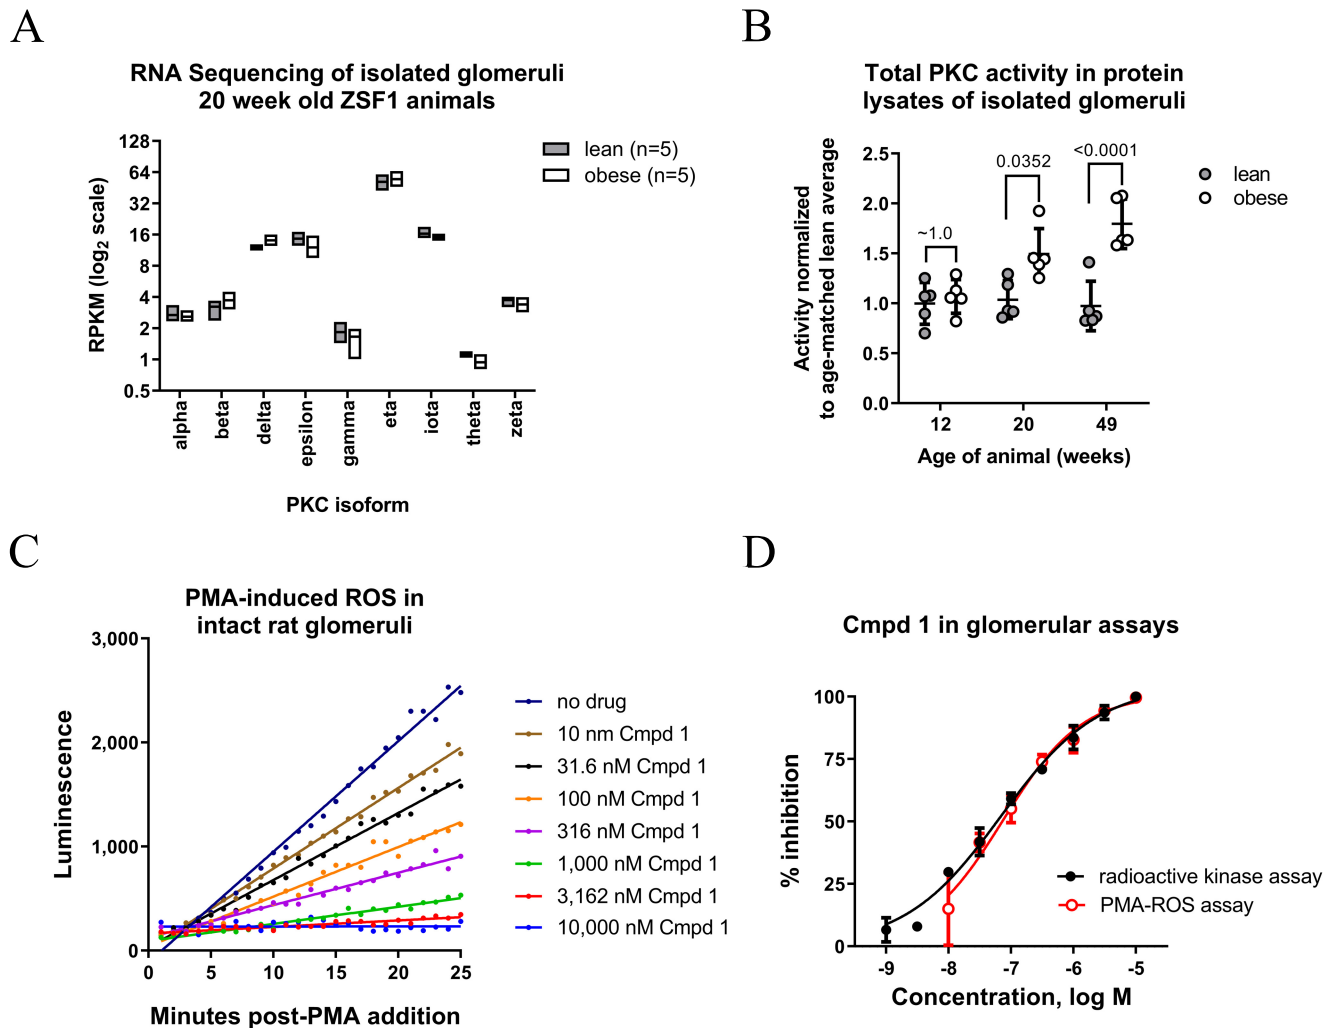 A
RNA Sequencing of isolated glomeruli
20 week old ZSF1 animals
lean (n=5)
obese (n=5)
RPKM (log2 scale)
128
64
32
16
8
4
2
1
0.5
alpha
beta
delta
epsilon
gamma
eta
iota
theta
zeta
PKC isoform
B
Total PKC activity in protein
lysates of isolated glomeruli
Activity normalized
to age-matched lean average
2.5
2.0
1.5
1.0
0.5
0.0
~1.0
0.0352
<0.0001
lean
obese
12
20
49
Age of animal (weeks)
C
PMA-induced ROS in
intact rat glomeruli
Luminescence
3,000
2,000
1,000
0
0
5
10
15
20
25
Minutes post-PMA addition
no drug
10 nm Cmpd 1
31.6 nM Cmpd 1
100 nM Cmpd 1
316 nM Cmpd 1
1,000 nM Cmpd 1
3,162 nM Cmpd 1
10,000 nM Cmpd 1
D
Cmpd 1 in glomerular assays
% inhibition
100
75
50
25
0
radioactive kinase assay
PMA-ROS assay
-9
-8
-7
-6
-5
Concentration, log M